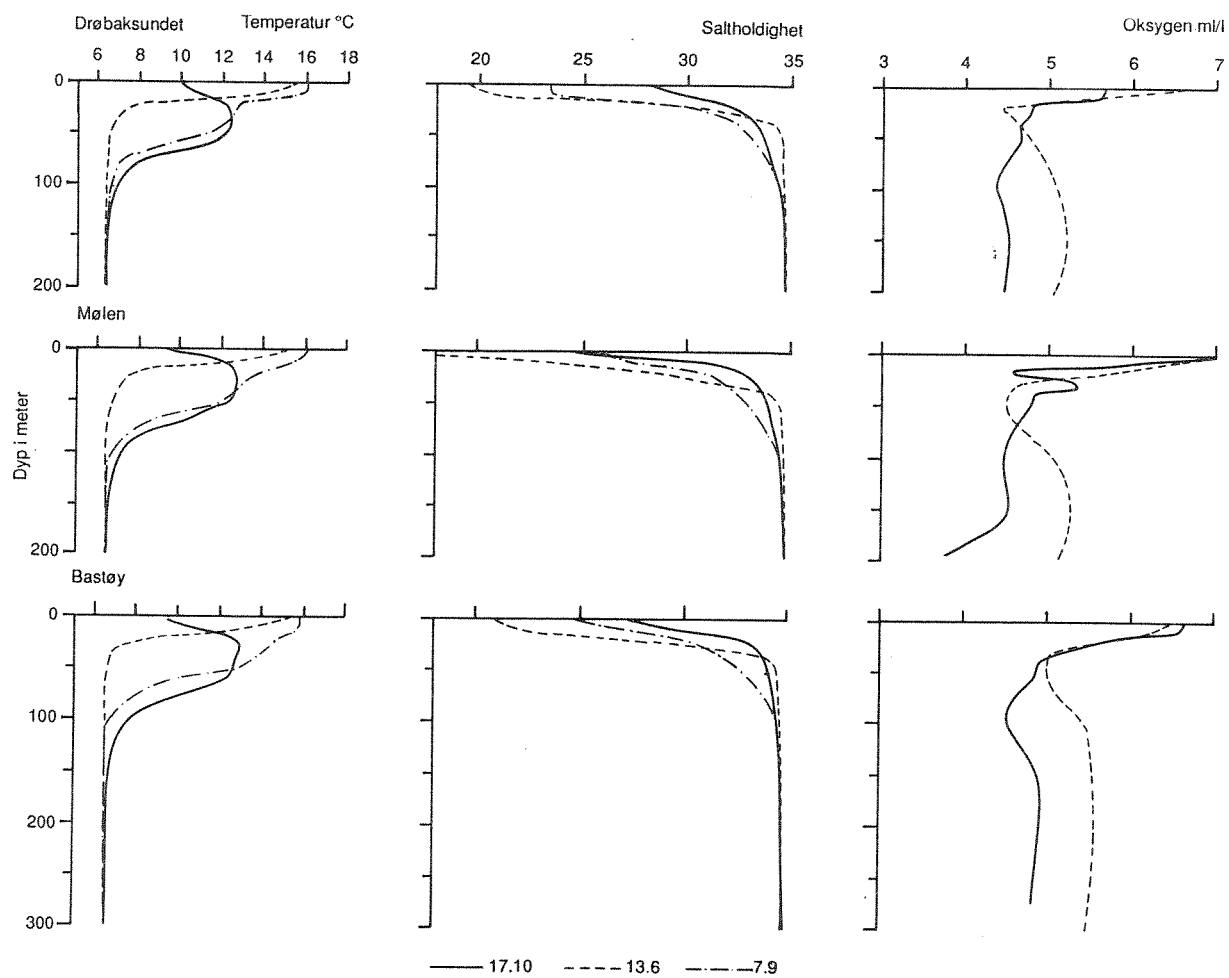 Drøbaksundet Temperatur °C
Saltholdighet
Oksygen ml/l
6 8 10 12 14 16 18
20 25 30 35
3 4 5 6 7
0
100
200
Mølen
0
200
Dyp i meter
Bastøy
0
100
200
300
3
17.10 13.6 7.9